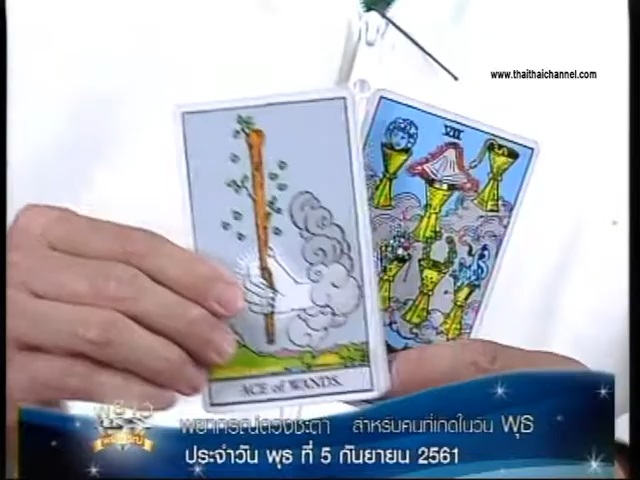 www.thaithaichannel.com
VII
ACE of WANDS.
พยากรณ์ดวงชะตา สำหรับคนที่เกิดในวัน พุธ
ประจำวัน พุธ ที่ 5 กันยายน 2561